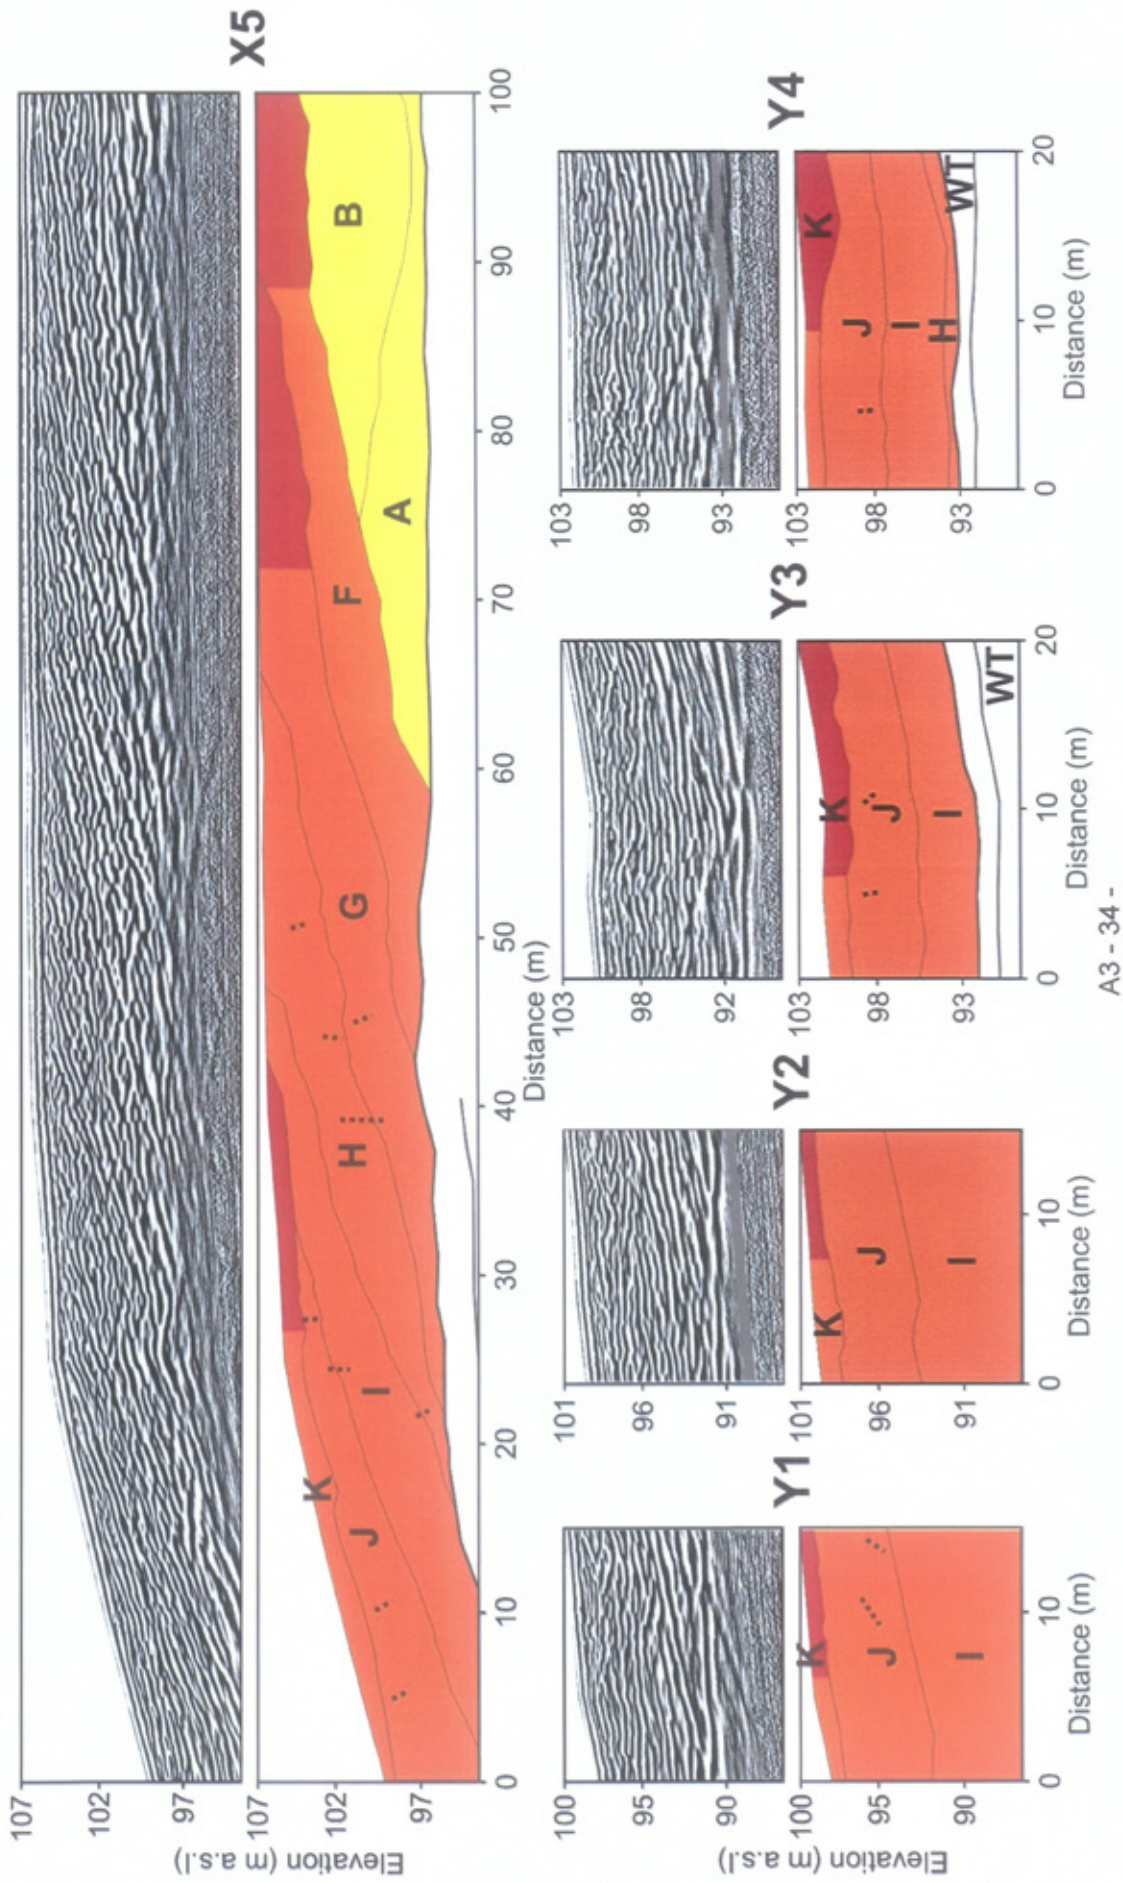 X5
107
102
97
107
102
97
Elevation (m a.s.l)
K
J
I
H
G
F
A
B
0
10
20
30
40
50
60
70
80
90
100
Distance (m)
Y1
100
95
90
100
95
90
Elevation (m a.s.l)
K
J
I
0
10
Distance (m)
Y2
101
96
91
101
96
91
K
J
I
0
10
Distance (m)
Y3
103
98
92
103
98
93
K
J
I
WT
0
10
20
Distance (m)
Y4
103
98
93
103
98
93
K
J
I
H
WT
0
10
20
Distance (m)
A3 - 34 -